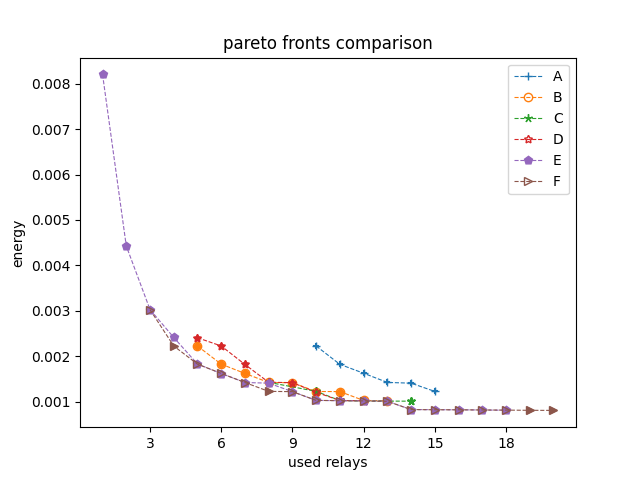 pareto fronts comparison
A
B
C
D
E
F
0.008
0.007
0.006
0.005
0.004
0.003
0.002
0.001
energy
3 6 9 12 15 18
used relays